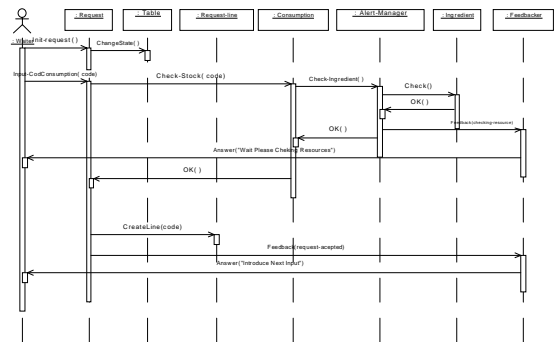 : Request
: Table
: Request-line
: Consumption
: Alert-Manager
: Ingredient
: Feedbacker
: Waiter
Init-request( )
ChangeState( )
Input-CodConsumption( code)
Check-Stock( code)
Check-Ingredient( )
Check()
OK( )
Feedback(checking-resource)
OK( )
Answer("Wait Please Cheking Resources")
OK( )
CreateLine(code)
Feedback(request-acepted)
Answer("Introduce Next Input")